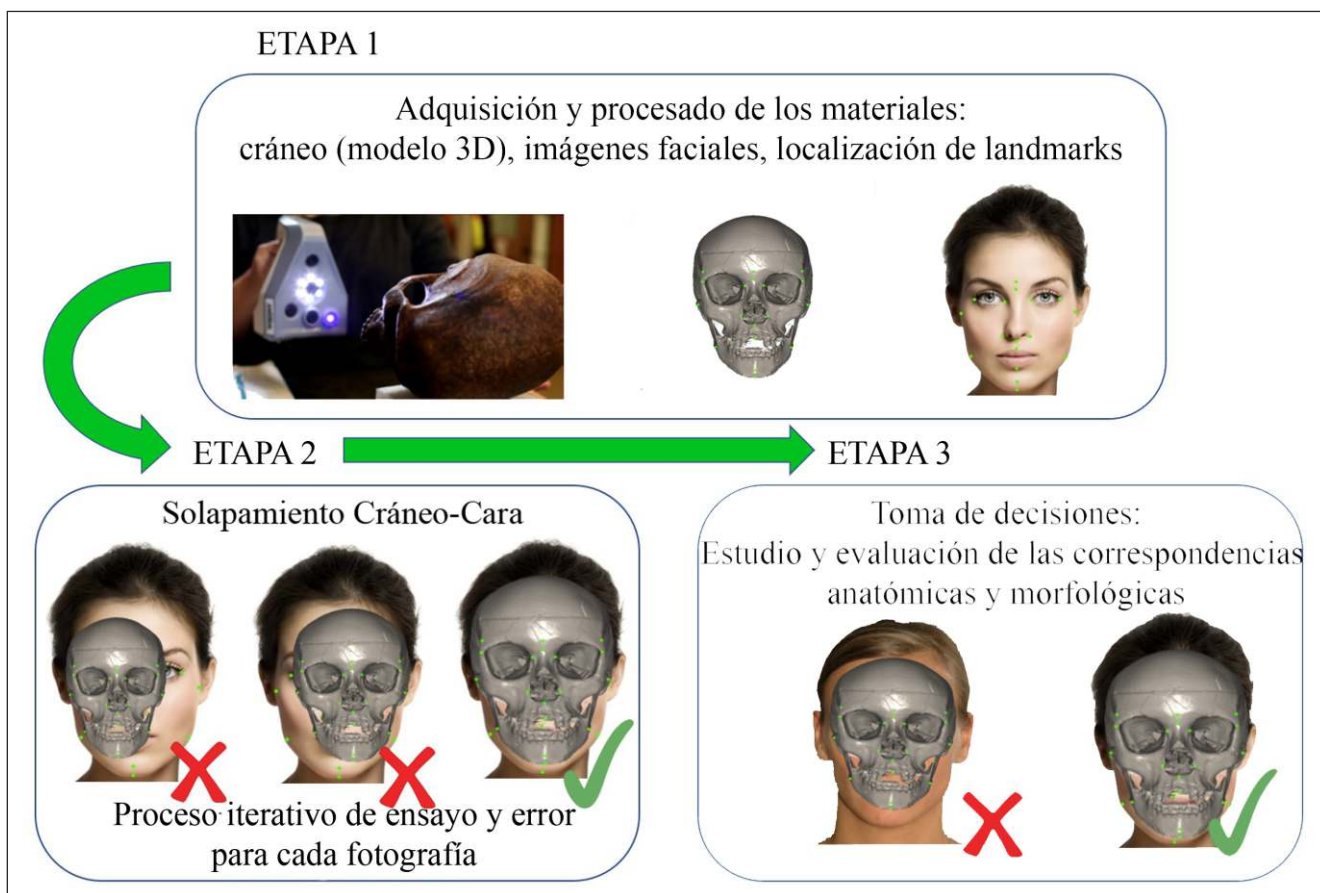 ETAPA 1
Adquisición y procesado de los materiales:
cráneo (modelo 3D), imágenes faciales, localización de landmarks
ETAPA 2
Solapamiento Cráneo-Cara
Proceso iterativo de ensayo y error
para cada fotografía
ETAPA 3
Toma de decisiones:
Estudio y evaluación de las correspondencias
anatómicas y morfológicas